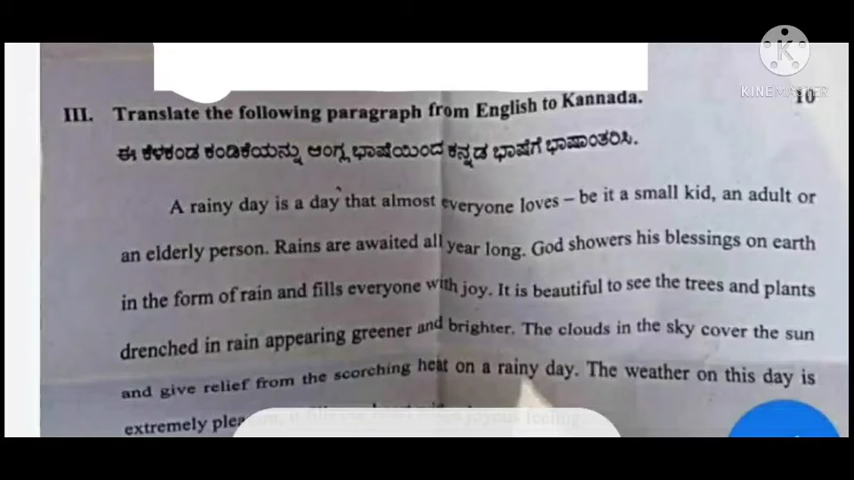 K
KINEMASTER
III. Translate the following paragraph from English to Kannada. 10
ಈ ಕೆಳಕಂಡ ಕಂಡಿಕೆಯನ್ನು ಆಂಗ್ಲ ಭಾಷೆಯಿಂದ ಕನ್ನಡ ಭಾಷೆಗೆ ಭಾಷಾಂತರಿಸಿ.
A rainy day is a day that almost everyone loves – be it a small kid, an adult or
an elderly person. Rains are awaited all year long. God showers his blessings on earth
in the form of rain and fills everyone with joy. It is beautiful to see the trees and plants
drenched in rain appearing greener and brighter. The clouds in the sky cover the sun
and give relief from the scorching heat on a rainy day. The weather on this day is
extremely joyous feeling